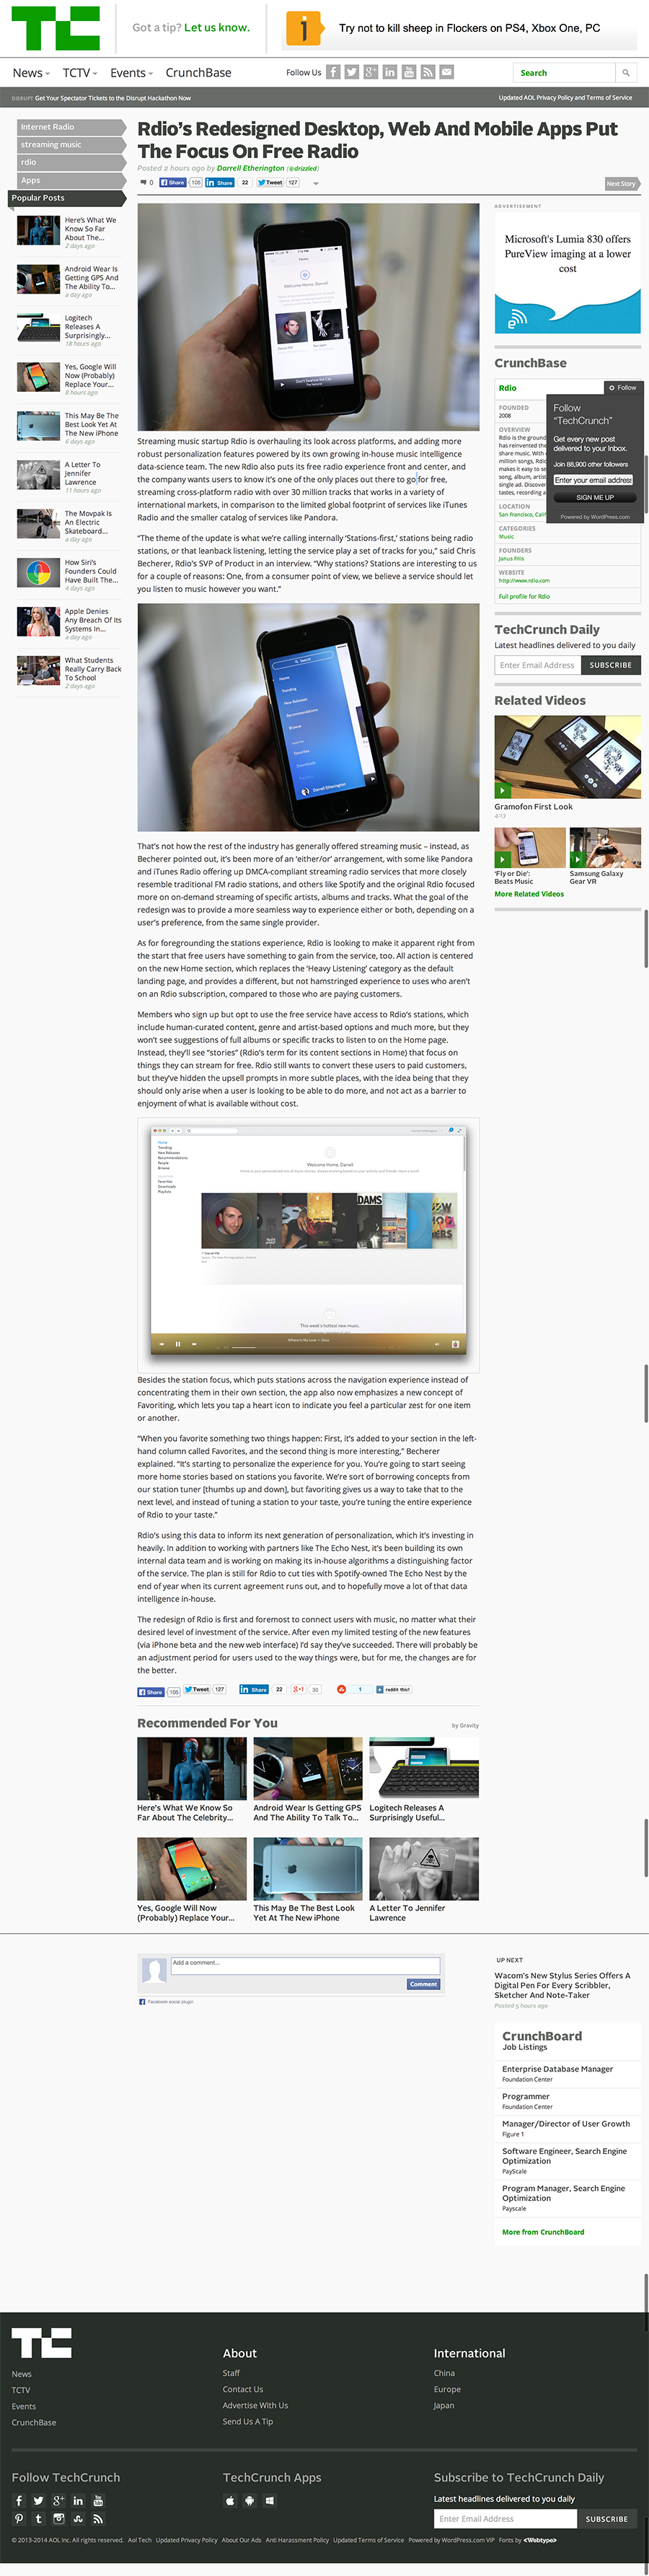 TC
Got a tip? Let us know.
Try not to kill sheep in Flockers on PS4, Xbox One, PC
News TCTV Events CrunchBase
Follow Us
Search
DISRUPT Get Your Spectator Tickets to the Disrupt Hackathon Now
Updated AOL Privacy Policy and Terms of Service
Internet Radio
streaming music
rdio
Apps
Popular Posts
Here's What We
Know So Far
About The...
2 days ago
Android Wear Is
Getting GPS And
The Ability To...
a day ago
Logitech
Releases A
Surprisingly...
18 hours ago
Yes, Google Will
Now (Probably)
Replace Your...
8 hours ago
This May Be The
Best Look Yet At
The New iPhone
6 days ago
A Letter To
Jennifer
Lawrence
11 hours ago
The Movpak Is
An Electric
Skateboard...
a day ago
How Siri's
Founders Could
Have Built The...
4 days ago
Apple Denies
Any Breach Of Its
Systems In...
a day ago
What Students
Really Carry Back
To School
2 days ago
Rdio's Redesigned Desktop, Web And Mobile Apps Put
The Focus On Free Radio
Posted 2 hours ago by Darrell Etherington (@drizzled)
0 Share 105 Share 22 Tweet 127
Next Story
Home
Welcome Home, Darrell
Streaming music startup Rdio is overhauling its look across platforms, and adding more
robust personalization features powered by its own growing in-house music intelligence
data-science team. The new Rdio also puts its free radio experience front and center, and
the company wants users to know it's one of the only places out there to go for free,
streaming cross-platform radio with over 30 million tracks that works in a variety of
international markets, in comparison to the limited global footprint of services like iTunes
Radio and the smaller catalog of services like Pandora.
"The theme of the update is what we're calling internally 'Stations-first,' stations being radio
stations, or that leanback listening, letting the service play a set of tracks for you," said Chris
Becherer, Rdio's SVP of Product in an interview. "Why stations? Stations are interesting to us
for a couple of reasons: One, from a consumer point of view, we believe a service should let
you listen to music however you want."
Search
Home
Trending
New Releases
Recommendations
Browse
Favorites
Downloads
Darrell Etherington
That's not how the rest of the industry has generally offered streaming music – instead, as
Becherer pointed out, it's been more of an 'either/or' arrangement, with some like Pandora
and iTunes Radio offering up DMCA-compliant streaming radio services that more closely
resemble traditional FM radio stations, and others like Spotify and the original Rdio focused
more on on-demand streaming of specific artists, albums and tracks. What the goal of the
redesign was to provide a more seamless way to experience either or both, depending on a
user's preference, from the same single provider.
As for foregrounding the stations experience, Rdio is looking to make it apparent right from
the start that free users have something to gain from the service, too. All action is centered
on the new Home section, which replaces the 'Heavy Listening' category as the default
landing page, and provides a different, but not hamstringed experience to uses who aren't
on an Rdio subscription, compared to those who are paying customers.
Members who sign up but opt to use the free service have access to Rdio's stations, which
include human-curated content, genre and artist-based options and much more, but they
won't see suggestions of full albums or specific tracks to listen to on the Home page.
Instead, they'll see "stories" (Rdio's term for its content sections in Home) that focus on
things they can stream for free. Rdio still wants to convert these users to paid customers,
but they've hidden the upsell prompts in more subtle places, with the idea being that they
should only arise when a user is looking to be able to do more, and not act as a barrier to
enjoyment of what is available without cost.
Home
Trending
New Releases
Recommendations
People
Browse
Favorites
Downloads
Playlists
Welcome Home, Darrell
ADAMS
This week's hottest new music.
Besides the station focus, which puts stations across the navigation experience instead of
concentrating them in their own section, the app also now emphasizes a new concept of
Favoriting, which lets you tap a heart icon to indicate you feel a particular zest for one item
or another.
"When you favorite something two things happen: First, it's added to your section in the left-
hand column called Favorites, and the second thing is more interesting," Becherer
explained. "It's starting to personalize the experience for you. You're going to start seeing
more home stories based on stations you favorite. We're sort of borrowing concepts from
our station tuner [thumbs up and down], but favoriting gives us a way to take that to the
next level, and instead of tuning a station to your taste, you're tuning the entire experience
of Rdio to your taste."
Rdio's using this data to inform its next generation of personalization, which it's investing in
heavily. In addition to working with partners like The Echo Nest, it's been building its own
internal data team and is working on making its in-house algorithms a distinguishing factor
of the service. The plan is still for Rdio to cut ties with Spotify-owned The Echo Nest by the
end of year when its current agreement runs out, and to hopefully move a lot of that data
intelligence in-house.
The redesign of Rdio is first and foremost to connect users with music, no matter what their
desired level of investment of the service. After even my limited testing of the new features
(via iPhone beta and the new web interface) I'd say they've succeeded. There will probably be
an adjustment period for users used to the way things were, but for me, the changes are for
the better.
Share 105 Tweet 127 Share 22 +1 30 1 reddit this!
Recommended For You
by Gravity
Here's What We Know So
Far About The Celebrity...
Android Wear Is Getting GPS
And The Ability To Talk To...
Logitech Releases A
Surprisingly Useful...
Yes, Google Will Now
(Probably) Replace Your...
This May Be The Best Look
Yet At The New iPhone
A Letter To Jennifer
Lawrence
Add a comment...
Comment
Facebook social plugin
ADVERTISEMENT
Microsoft's Lumia 830 offers
PureView imaging at a lower
cost
CrunchBase
Rdio
Follow
FOUNDED
2008
OVERVIEW
Rdio is the ground
has reinvented the
share music. With
million songs, Rdio
makes it easy to se
song, album, artist
single ad. Discover
tastes, recording a
LOCATION
San Francisco, Calif
CATEGORIES
Music
FOUNDERS
Janus Friis
WEBSITE
http://www.rdio.com
Full profile for Rdio
Follow
"TechCrunch"
Get every new post
delivered to your Inbox.
Join 88,900 other followers
Enter your email address
SIGN ME UP
Powered by WordPress.com
TechCrunch Daily
Latest headlines delivered to you daily
Enter Email Address SUBSCRIBE
Related Videos
Gramofon First Look
4:13
'Fly or Die':
Beats Music
Samsung Galaxy
Gear VR
More Related Videos
UP NEXT
Wacom's New Stylus Series Offers A
Digital Pen For Every Scribbler,
Sketcher And Note-Taker
Posted 5 hours ago
CrunchBoard
Job Listings
Enterprise Database Manager
Foundation Center
Programmer
Foundation Center
Manager/Director of User Growth
Figure 1
Software Engineer, Search Engine
Optimization
PayScale
Program Manager, Search Engine
Optimization
Payscale
More from CrunchBoard
TC
News
TCTV
Events
CrunchBase
About
Staff
Contact Us
Advertise With Us
Send Us A Tip
International
China
Europe
Japan
Follow TechCrunch
TechCrunch Apps
Subscribe to TechCrunch Daily
Latest headlines delivered to you daily
Enter Email Address SUBSCRIBE
© 2013-2014 AOL Inc. All rights reserved. Aol Tech Updated Privacy Policy About Our Ads Anti Harassment Policy Updated Terms of Service Powered by WordPress.com VIP Fonts by <Webtype>